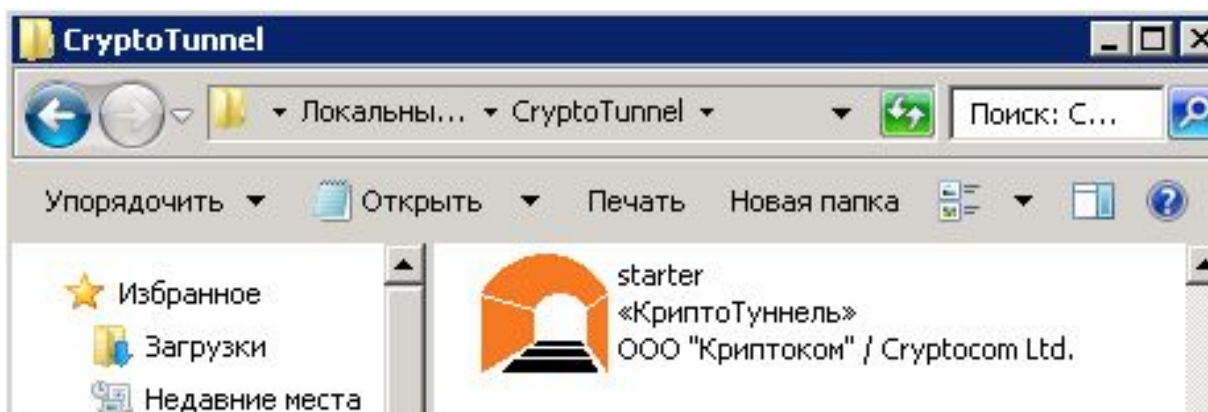 CryptoTunnel
Локальны... CryptoTunnel Поиск: C...
Упорядочить Открыть Печать Новая папка
Избранное
Загрузки
Недавние места
starter
«КриптоТуннель»
ООО "Криптоком" / Cryptocom Ltd.